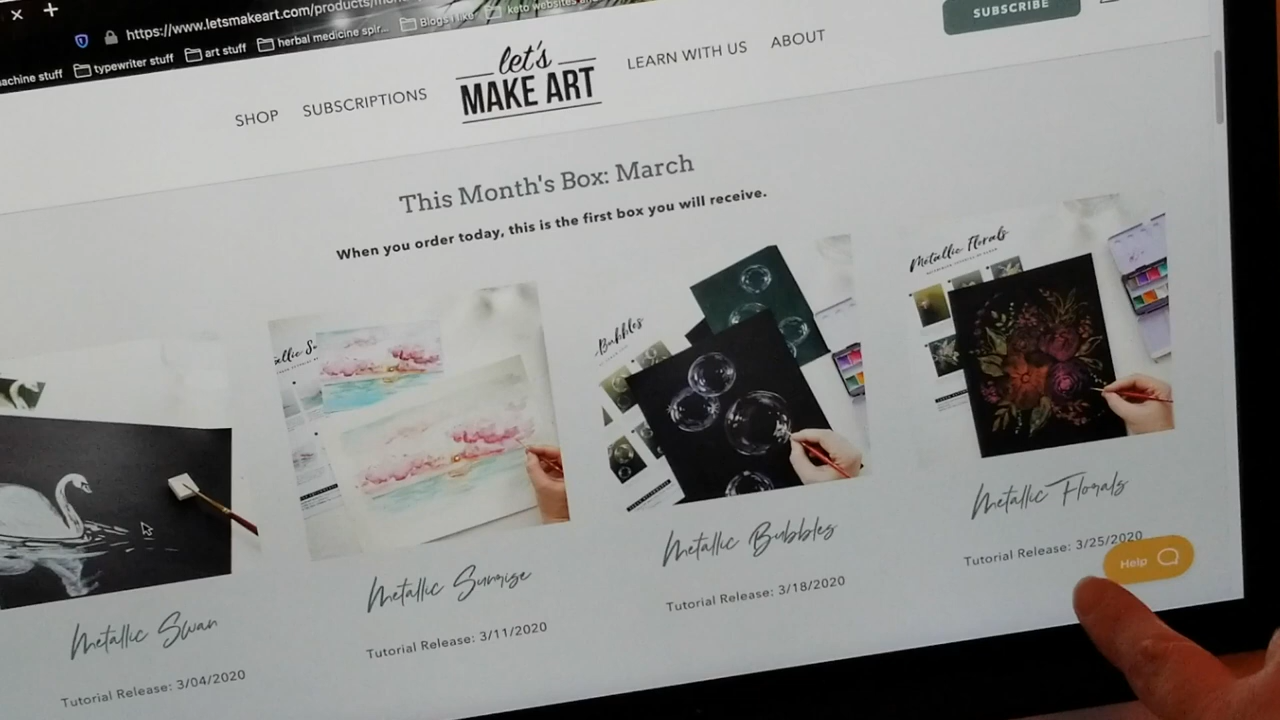 https://www.letsmakeart.com/products/
achine stuff typewriter stuff art stuff herbal medicine spir... Blogs I like keto websites
SHOP SUBSCRIPTIONS let's MAKE ART LEARN WITH US ABOUT SUBSCRIBE
This Month's Box: March
When you order today, this is the first box you will receive.
Bubbles
Metallic Florals
Metallic Swan
Metallic Sunrise
Metallic Bubbles
Metallic Florals
Tutorial Release: 3/04/2020
Tutorial Release: 3/11/2020
Tutorial Release: 3/18/2020
Tutorial Release: 3/25/2020
Help